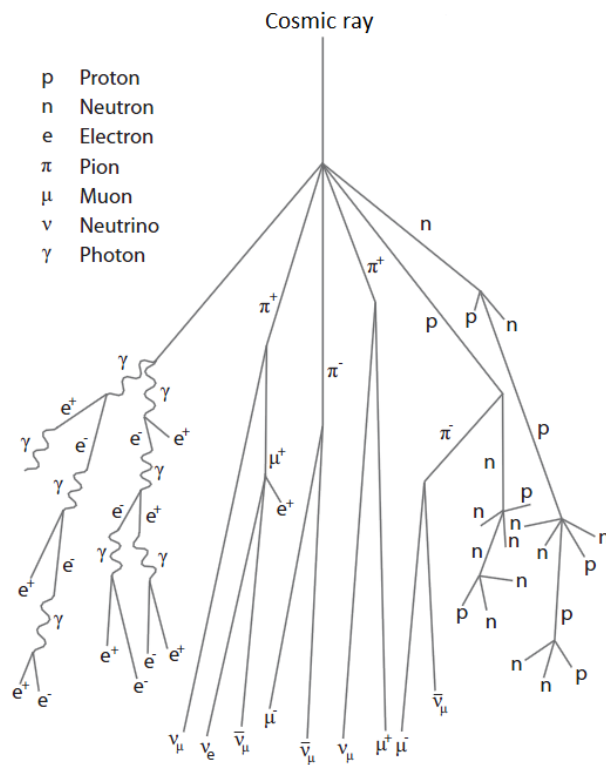 Cosmic ray
p Proton
n Neutron
e Electron
π Pion
μ Muon
ν Neutrino
γ Photon
n
π⁺
π⁺
p
p
n
γ
γ
π⁻
e⁺
e⁻
e⁻
e⁺
π⁻
p
γ
μ⁺
n
γ
γ
e⁺
p
n
e⁻
e⁺
n
n
n
n
n
p
γ
γ
n
n
e⁺
e⁻
γ
p
n
p
e⁺
e⁻
e⁺
e⁻
n
n
p
e⁺
e⁻
ν̅μ
μ⁻
νμ
νe
ν̅μ
ν̅μ
νμ
μ⁺
μ⁻